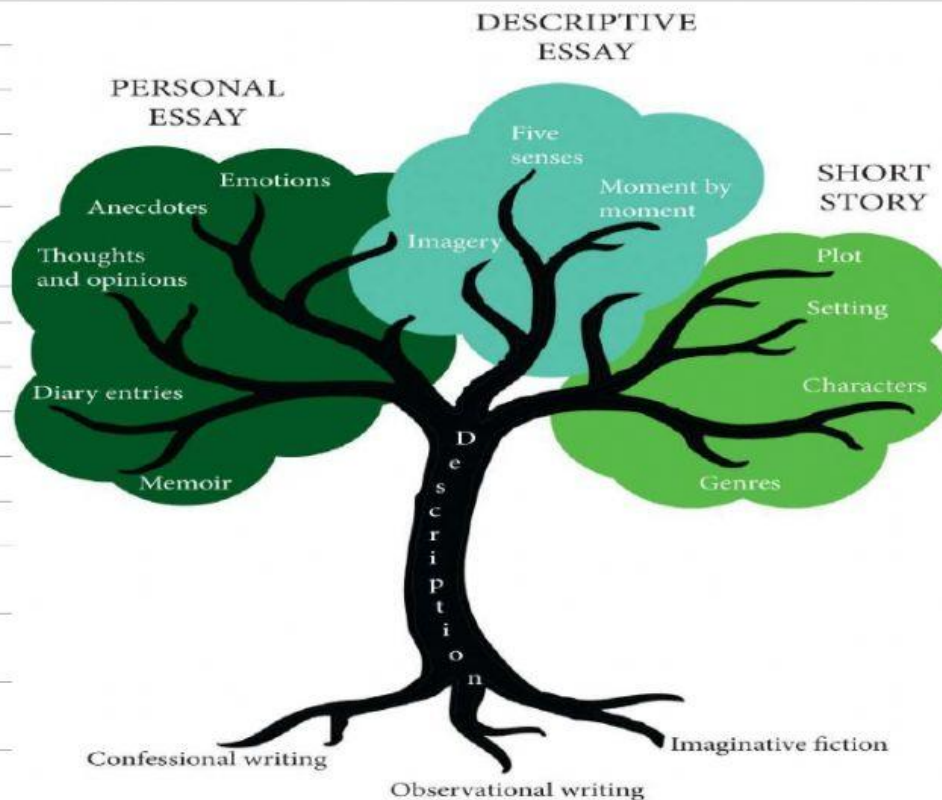 DESCRIPTIVE
ESSAY
PERSONAL
ESSAY
SHORT
STORY
Five
senses
Moment by
moment
Imagery
Emotions
Anecdotes
Thoughts
and opinions
Diary entries
Memoir
Plot
Setting
Characters
Genres
Description
Confessional writing
Observational writing
Imaginative fiction